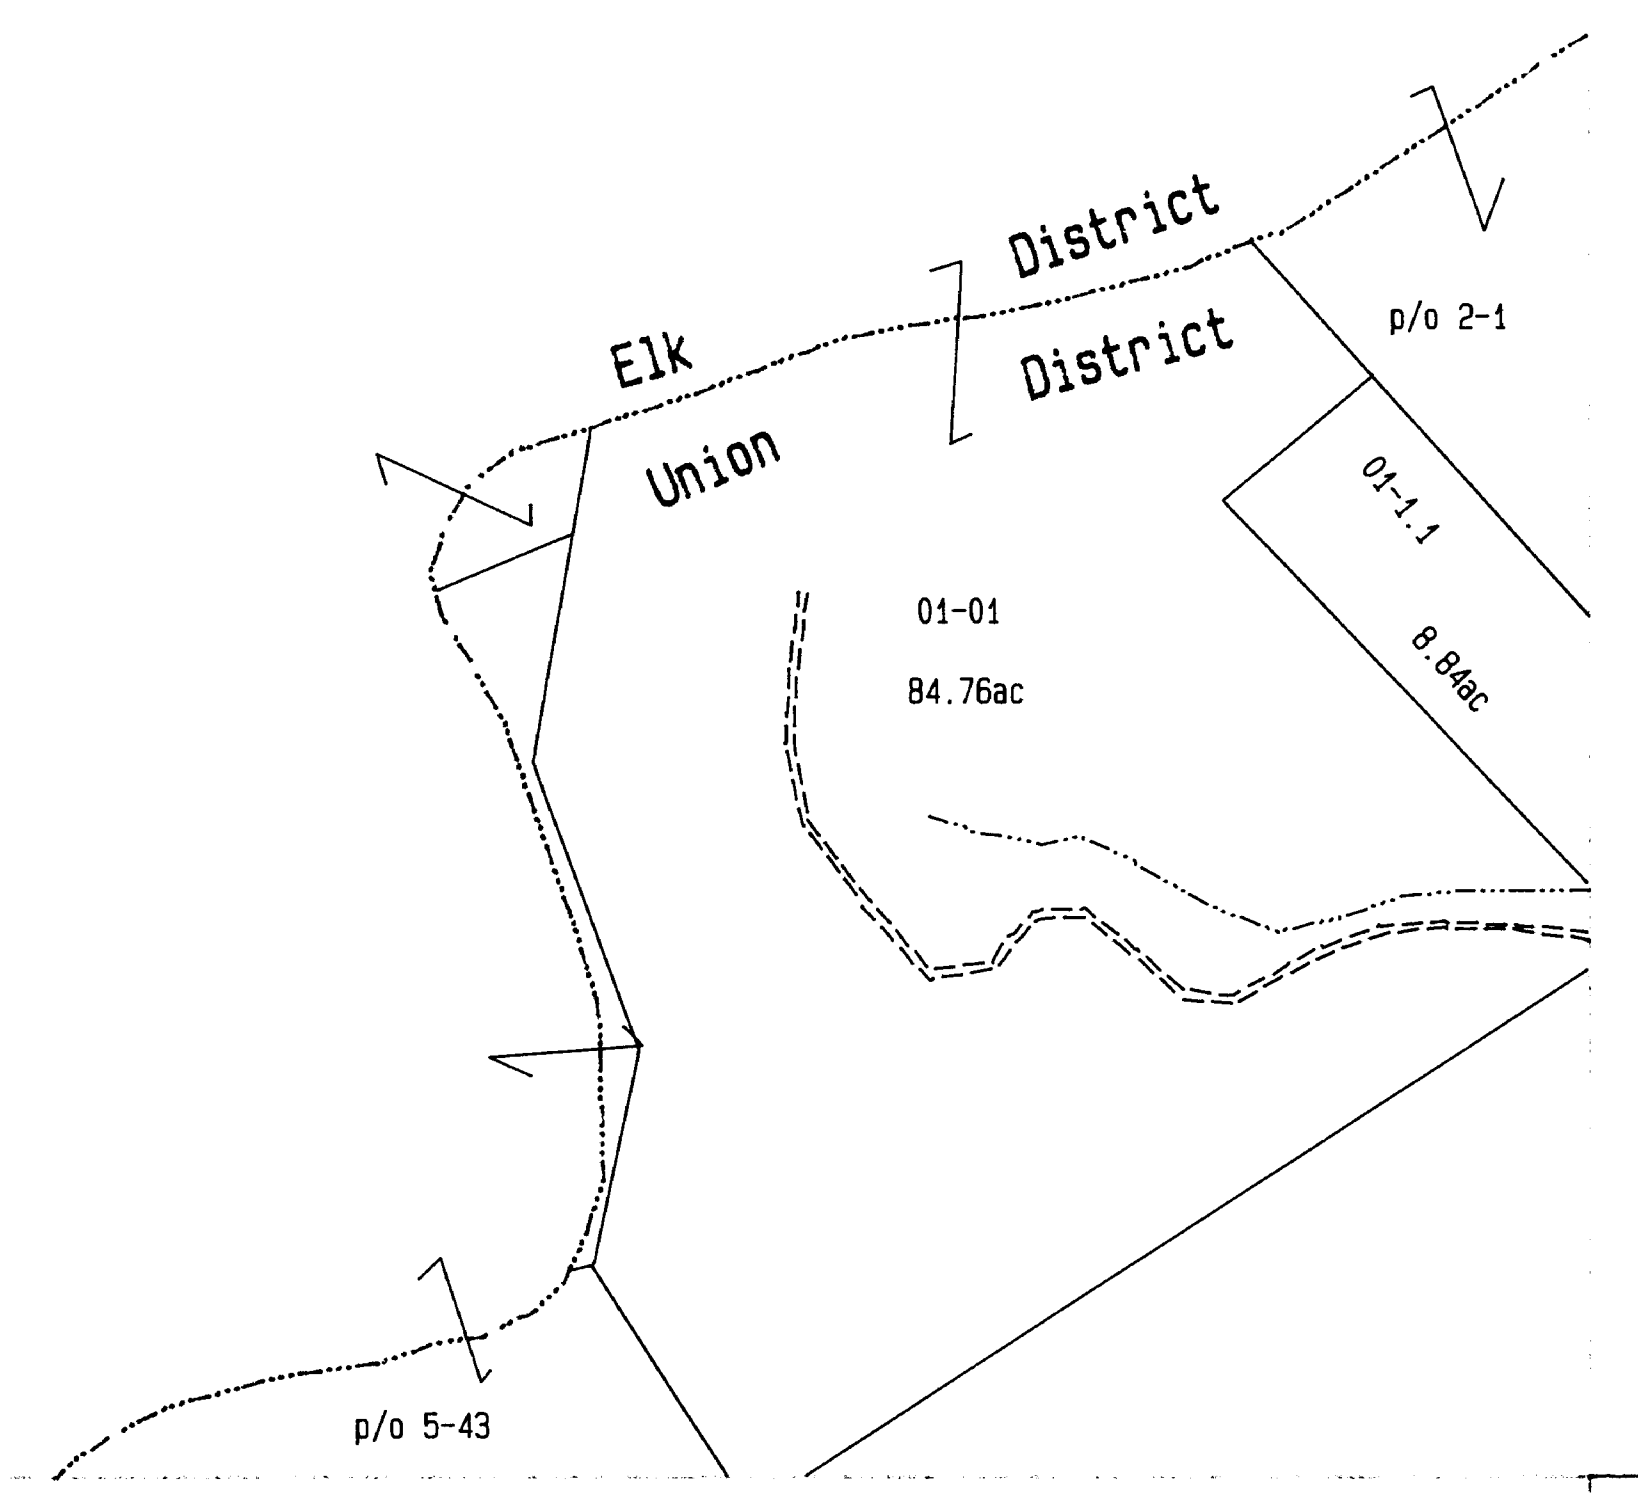 Elk District
Union District
p/o 2-1
01-1.1
8.84ac
01-01
84.76ac
p/o 5-43